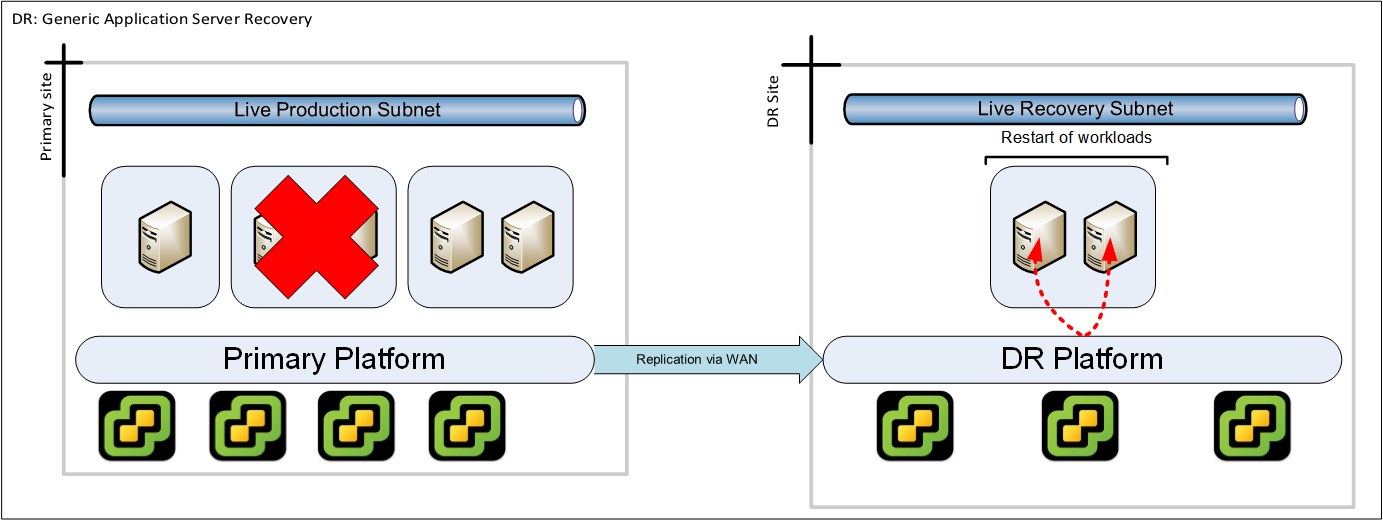 DR: Generic Application Server Recovery
Primary site
Live Production Subnet
DR Site
Live Recovery Subnet
Restart of workloads
Primary Platform
Replication via WAN
DR Platform